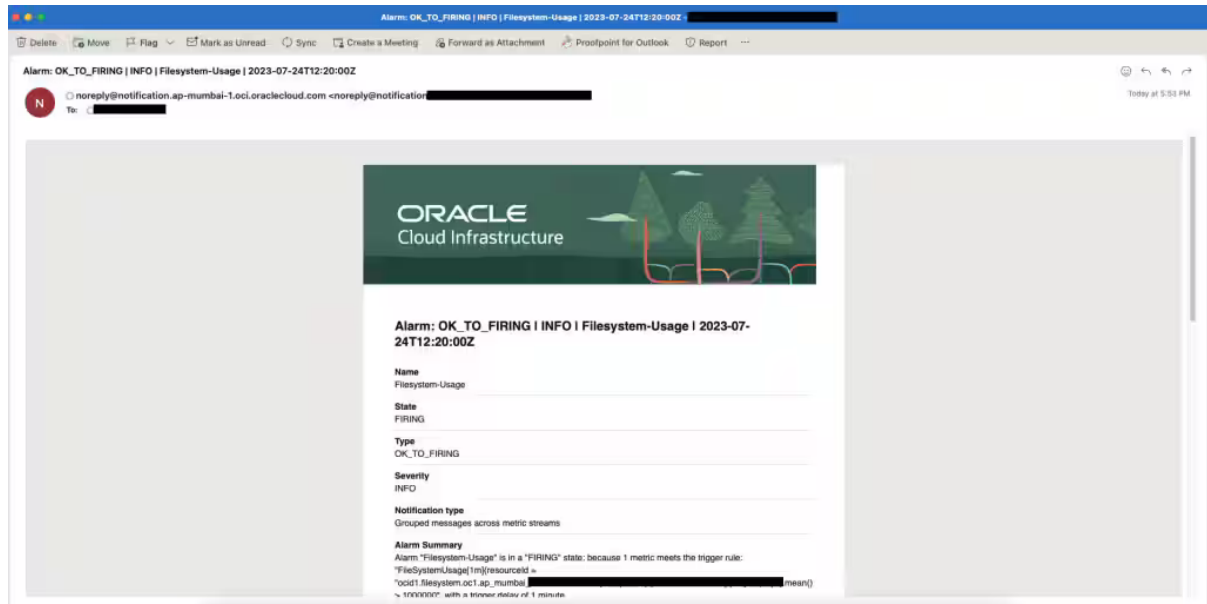 Alarm: OK_TO_FIRING | INFO | Filesystem-Usage | 2023-07-24T12:20:00Z -
Delete Move Flag Mark as Unread Sync Create a Meeting Forward as Attachment Proofpoint for Outlook Report ...
Alarm: OK_TO_FIRING | INFO | Filesystem-Usage | 2023-07-24T12:20:00Z
N
noreply@notification.ap-mumbai-1.oci.oraclecloud.com <noreply@notification
Today at 5:53 PM
To:
ORACLE
Cloud Infrastructure
Alarm: OK_TO_FIRING | INFO | Filesystem-Usage | 2023-07-
24T12:20:00Z
Name
Filesystem-Usage
State
FIRING
Type
OK_TO_FIRING
Severity
INFO
Notification type
Grouped messages across metric streams
Alarm Summary
Alarm "Filesystem-Usage" is in a "FIRING" state; because 1 metric meets the trigger rule:
"FileSystemUsage[1m]{resourceId =
"ocid1.filesystem.oc1.ap_mumbai_ .mean()
> 1000000", with a trigger delay of 1 minute